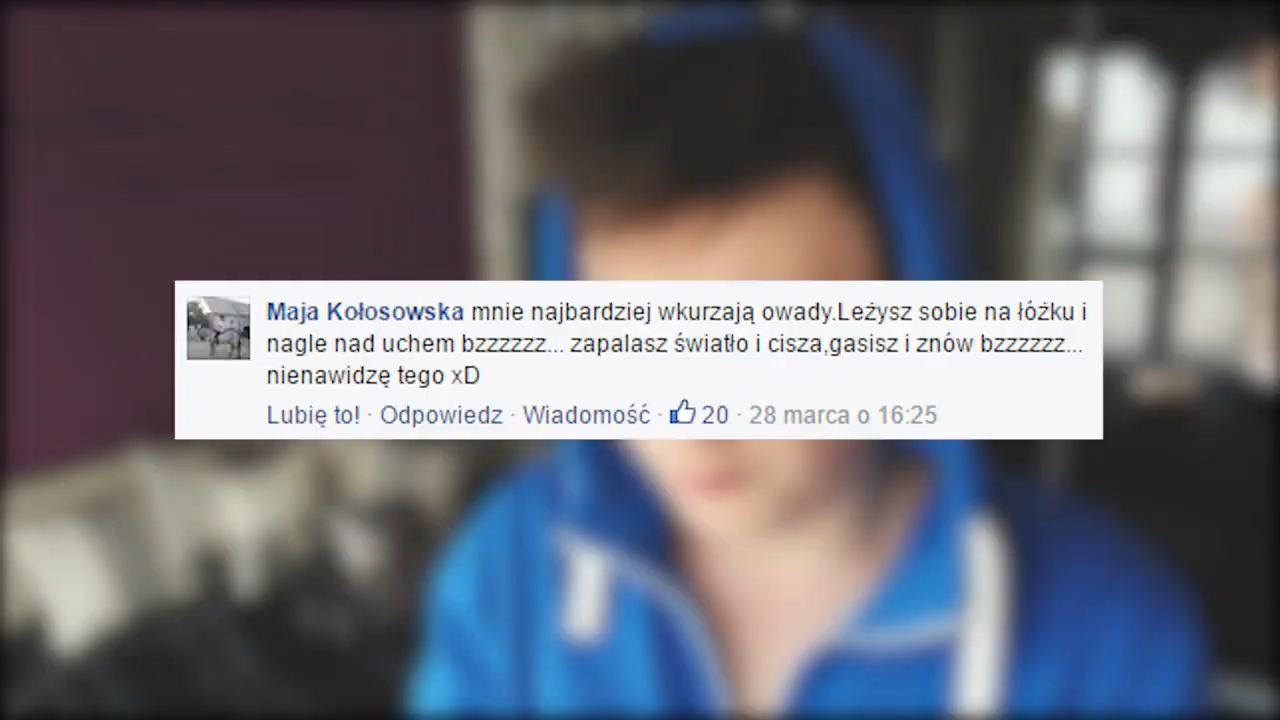 Maja Kołosowska mnie najbardziej wkurzają owady.Leżysz sobie na łóżku i
nagle nad uchem bzzzzzz... zapalasz światło i cisza,gasisz i znów bzzzzzz...
nienawidzę tego xD
Lubię to! · Odpowiedz · Wiadomość · 20 · 28 marca o 16:25